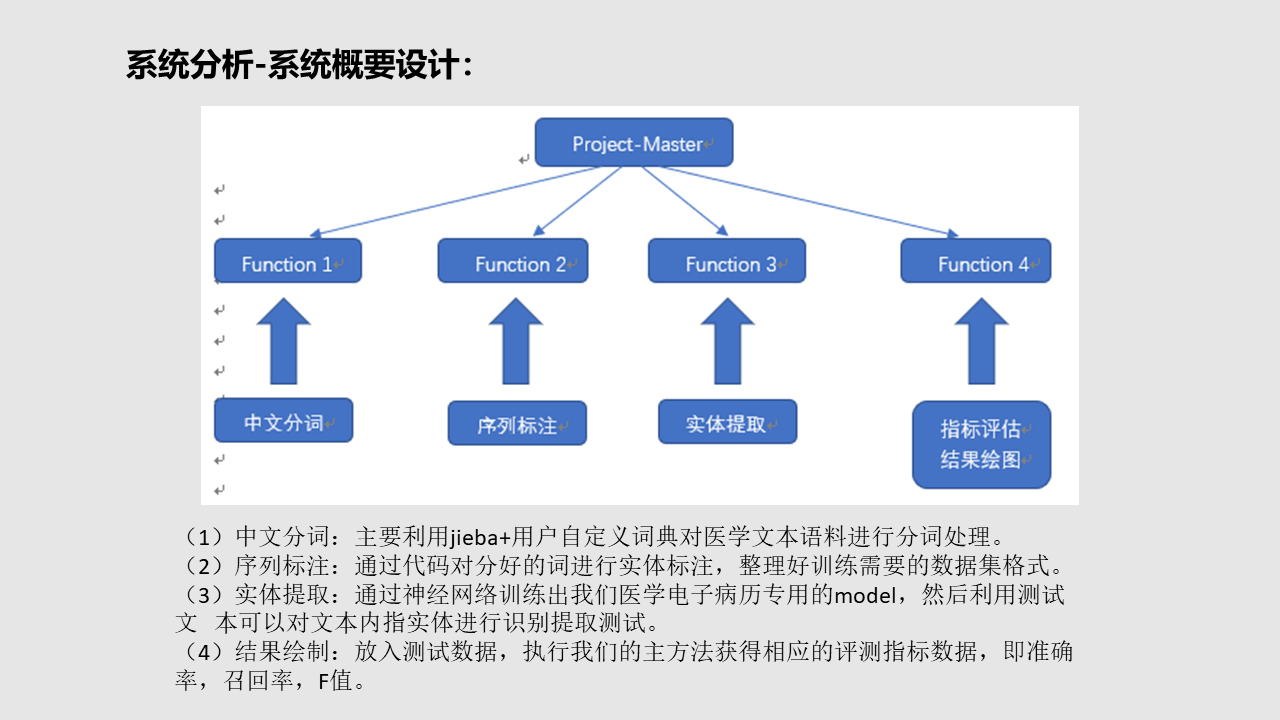 系统分析-系统概要设计：
Project-Master
Function 1
Function 2
Function 3
Function 4
中文分词
序列标注
实体提取
指标评估
结果绘图
（1）中文分词：主要利用jieba+用户自定义词典对医学文本语料进行分词处理。
（2）序列标注：通过代码对分好的词进行实体标注，整理好训练需要的数据集格式。
（3）实体提取：通过神经网络训练出我们医学电子病历专用的model，然后利用测试
文 本可以对文本内指实体进行识别提取测试。
（4）结果绘制：放入测试数据，执行我们的主方法获得相应的评测指标数据，即准确
率，召回率，F值。